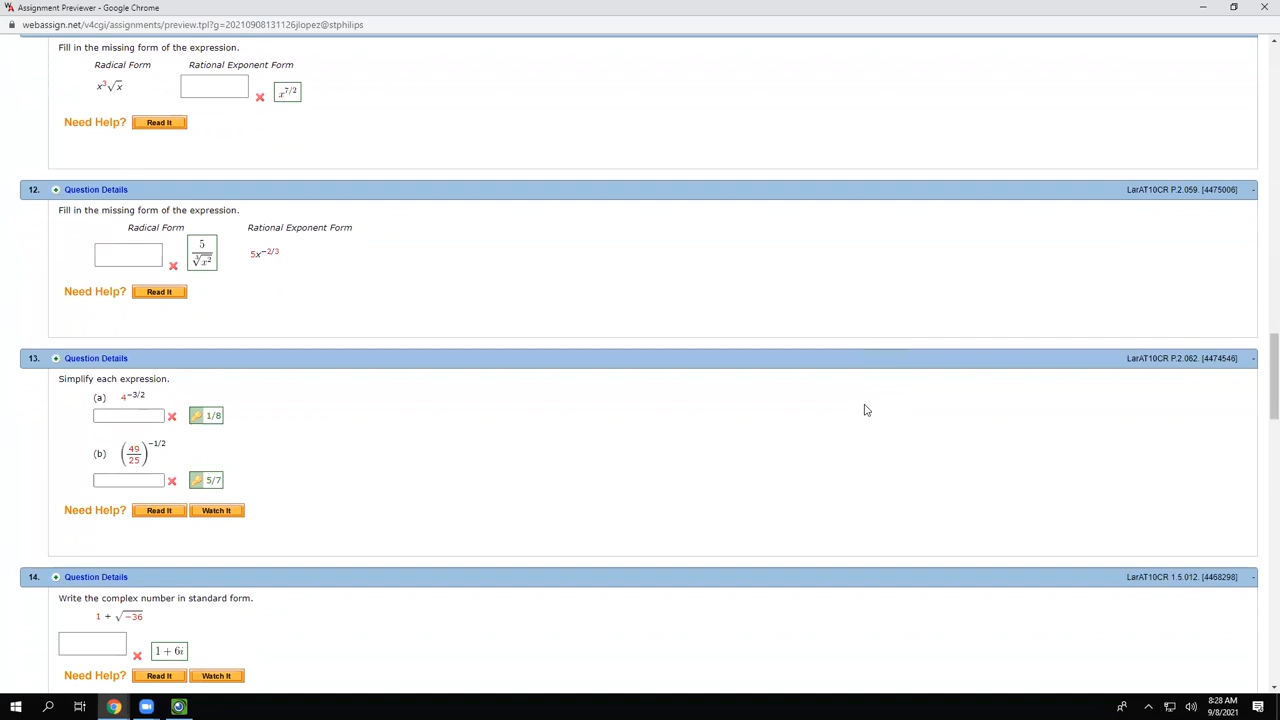 Assignment Previewer - Google Chrome
webassign.net/v4cgi/assignments/preview.tpl?g=20210908131126jlopez@stphilips
Fill in the missing form of the expression.
Radical Form Rational Exponent Form
x³√x x^{7/2}
Need Help? Read It
12. Question Details LarAT10CR P.2.059. [4475006] -
Fill in the missing form of the expression.
Radical Form Rational Exponent Form
5/∛x² 5x^{−2/3}
Need Help? Read It
13. Question Details LarAT10CR P.2.062. [4474546] -
Simplify each expression.
(a) 4^{−3/2}
1/8
(b) (49/25)^{−1/2}
5/7
Need Help? Read It Watch It
14. Question Details LarAT10CR 1.5.012. [4468298] -
Write the complex number in standard form.
1 + √−36
1 + 6i
Need Help? Read It Watch It
8:28 AM
9/8/2021